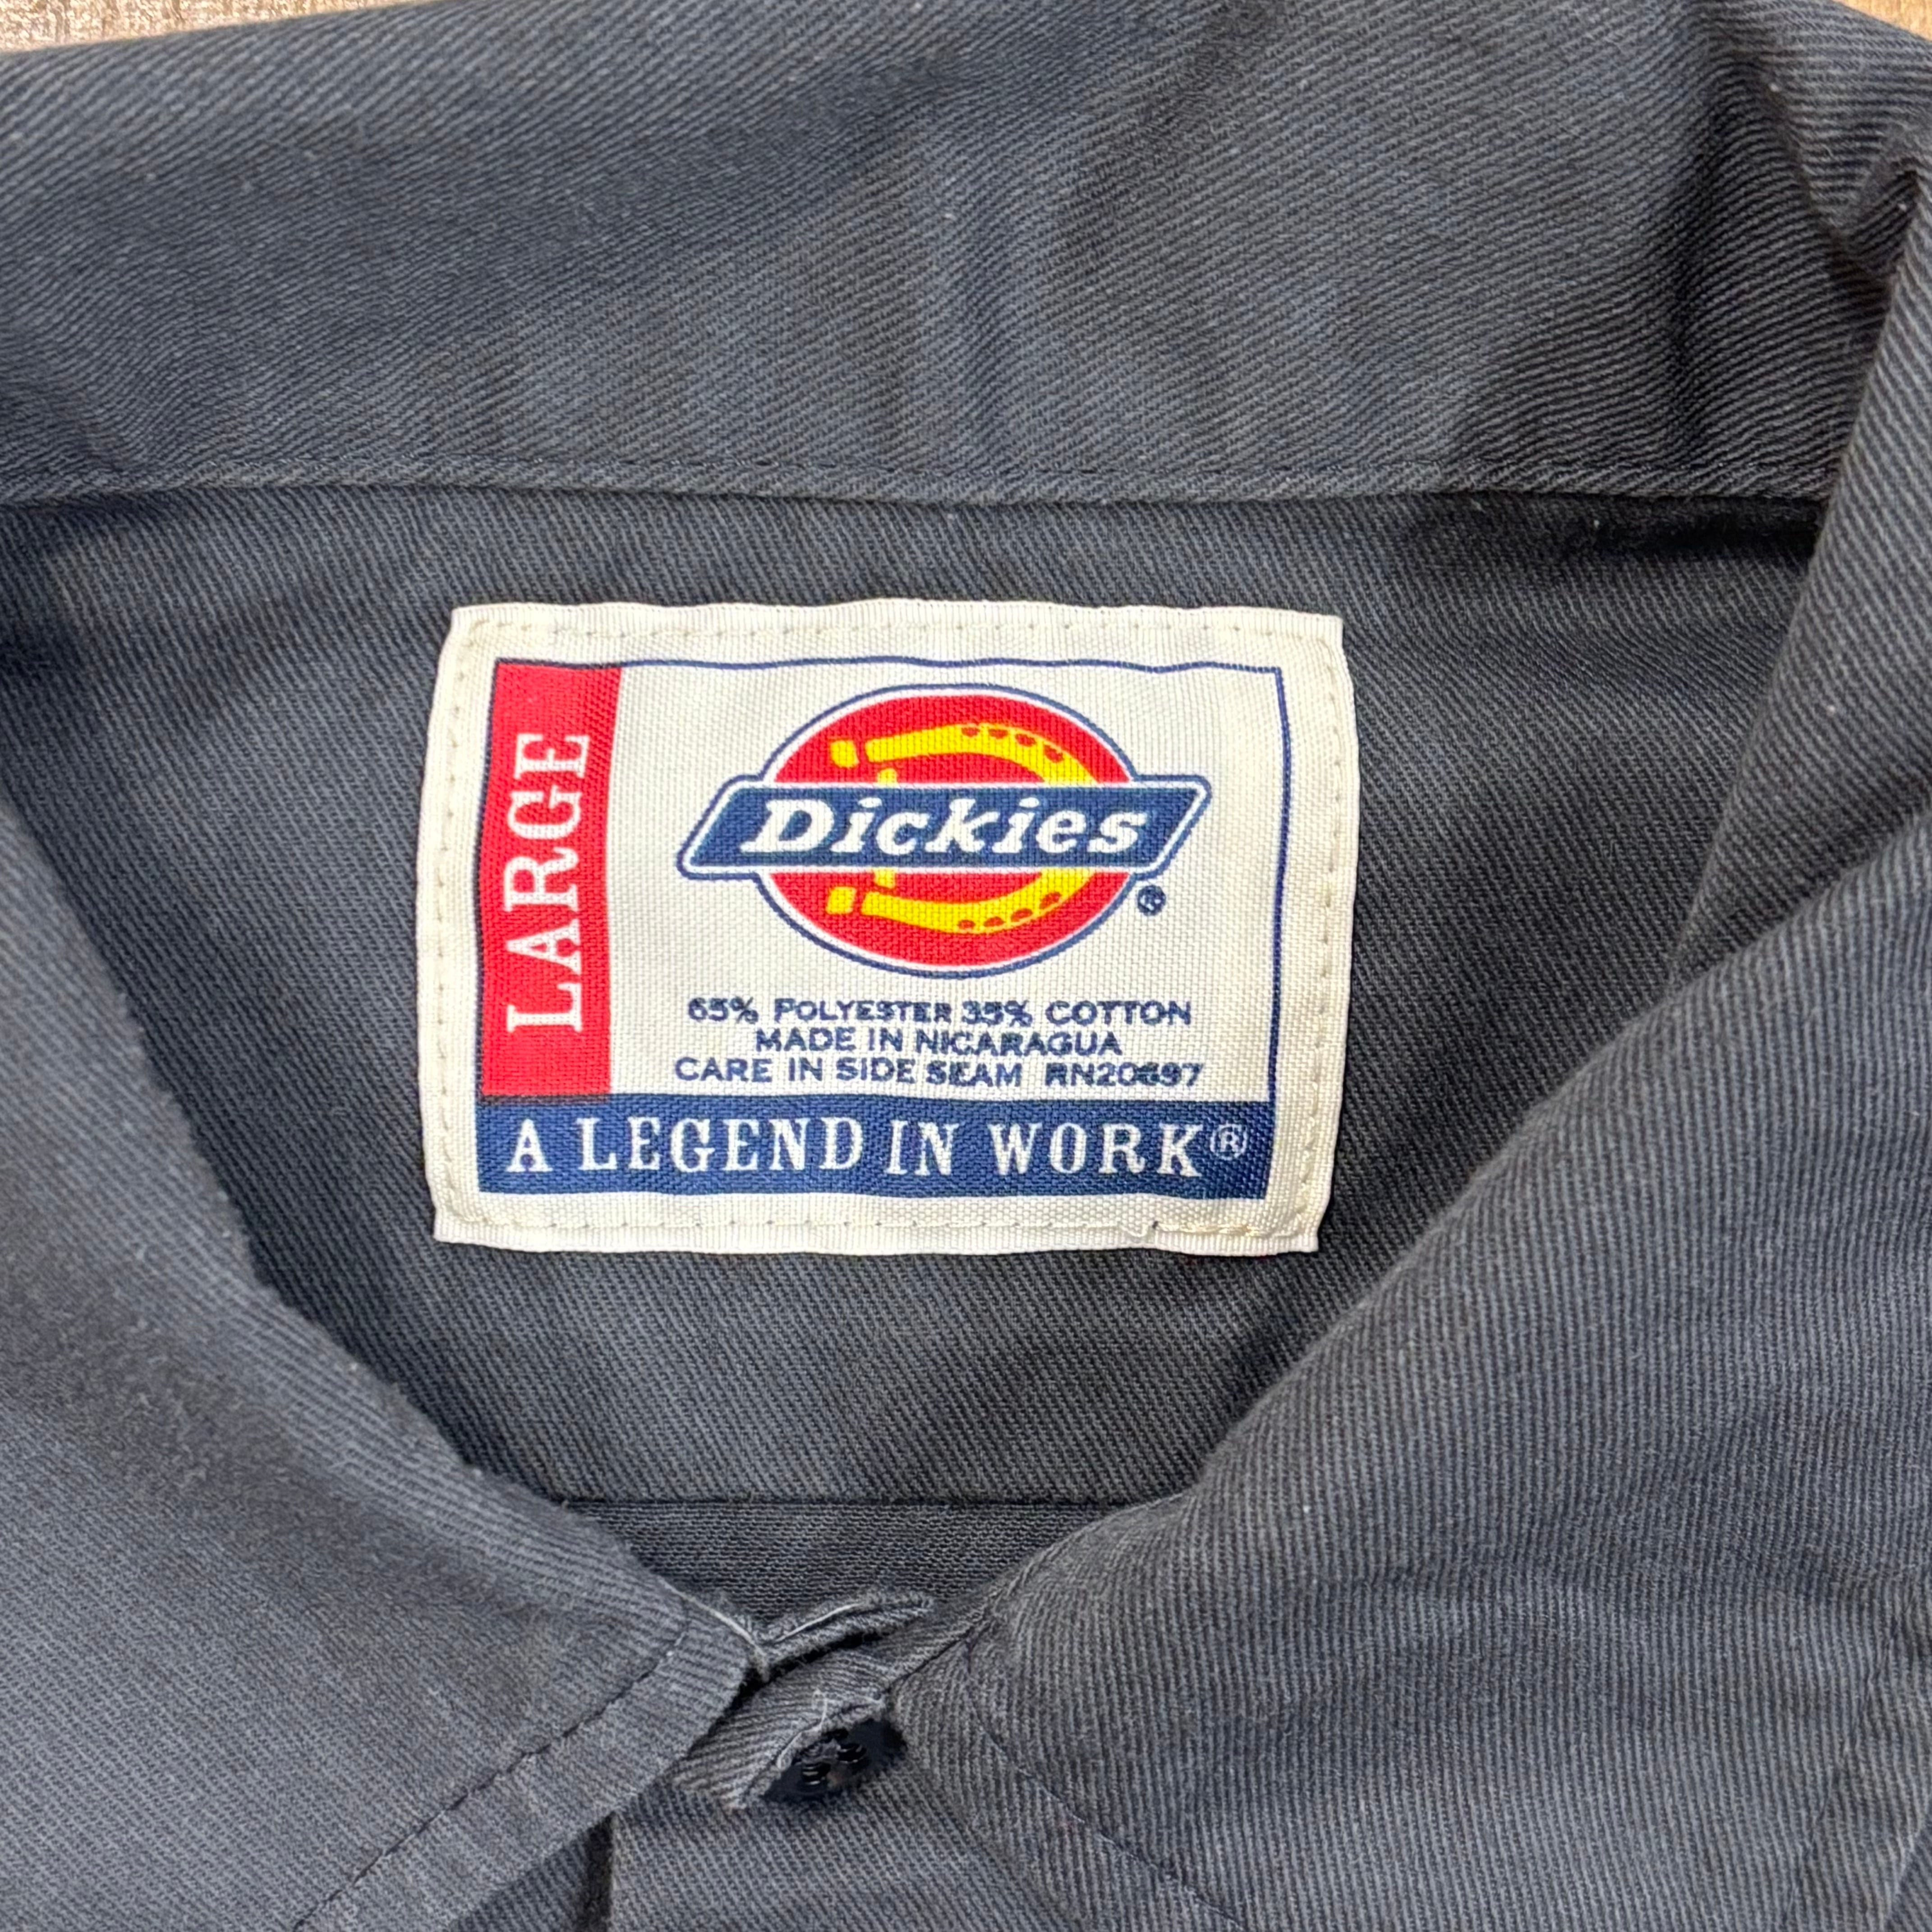 LARGE
Dickies®
65% POLYESTER 35% COTTON
MADE IN NICARAGUA
CARE IN SIDE SEAM RN20697
A LEGEND IN WORK®